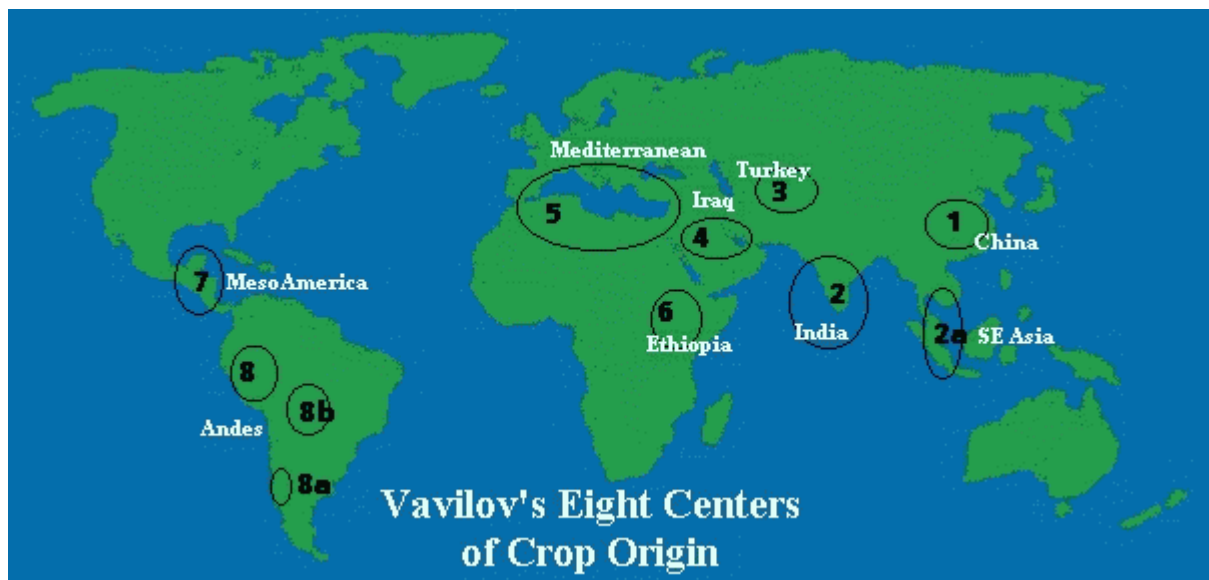 Mediterranean
Turkey
3
Iraq
5
4
1
China
7
MesoAmerica
2
6
India
Ethiopia
2a SE Asia
8
8b
Andes
8a
Vavilov's Eight Centers
of Crop Origin